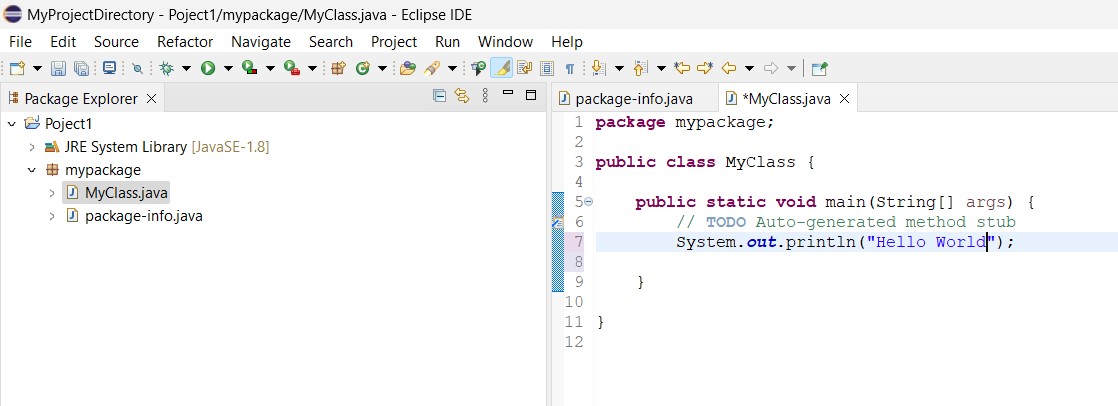 MyProjectDirectory - Poject1/mypackage/MyClass.java - Eclipse IDE
File Edit Source Refactor Navigate Search Project Run Window Help
Package Explorer
Poject1
JRE System Library [JavaSE-1.8]
mypackage
MyClass.java
package-info.java
package-info.java *MyClass.java
1 package mypackage;
2
3 public class MyClass {
4
5 public static void main(String[] args) {
6 // TODO Auto-generated method stub
7 System.out.println("Hello World");
8
9 }
10
11 }
12